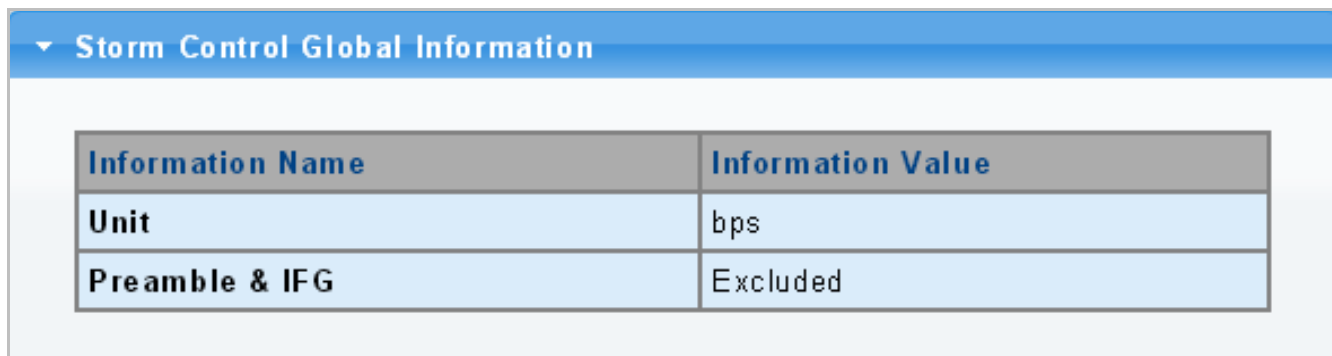 Storm Control Global Information
Information Name Information Value
Unit bps
Preamble & IFG Excluded